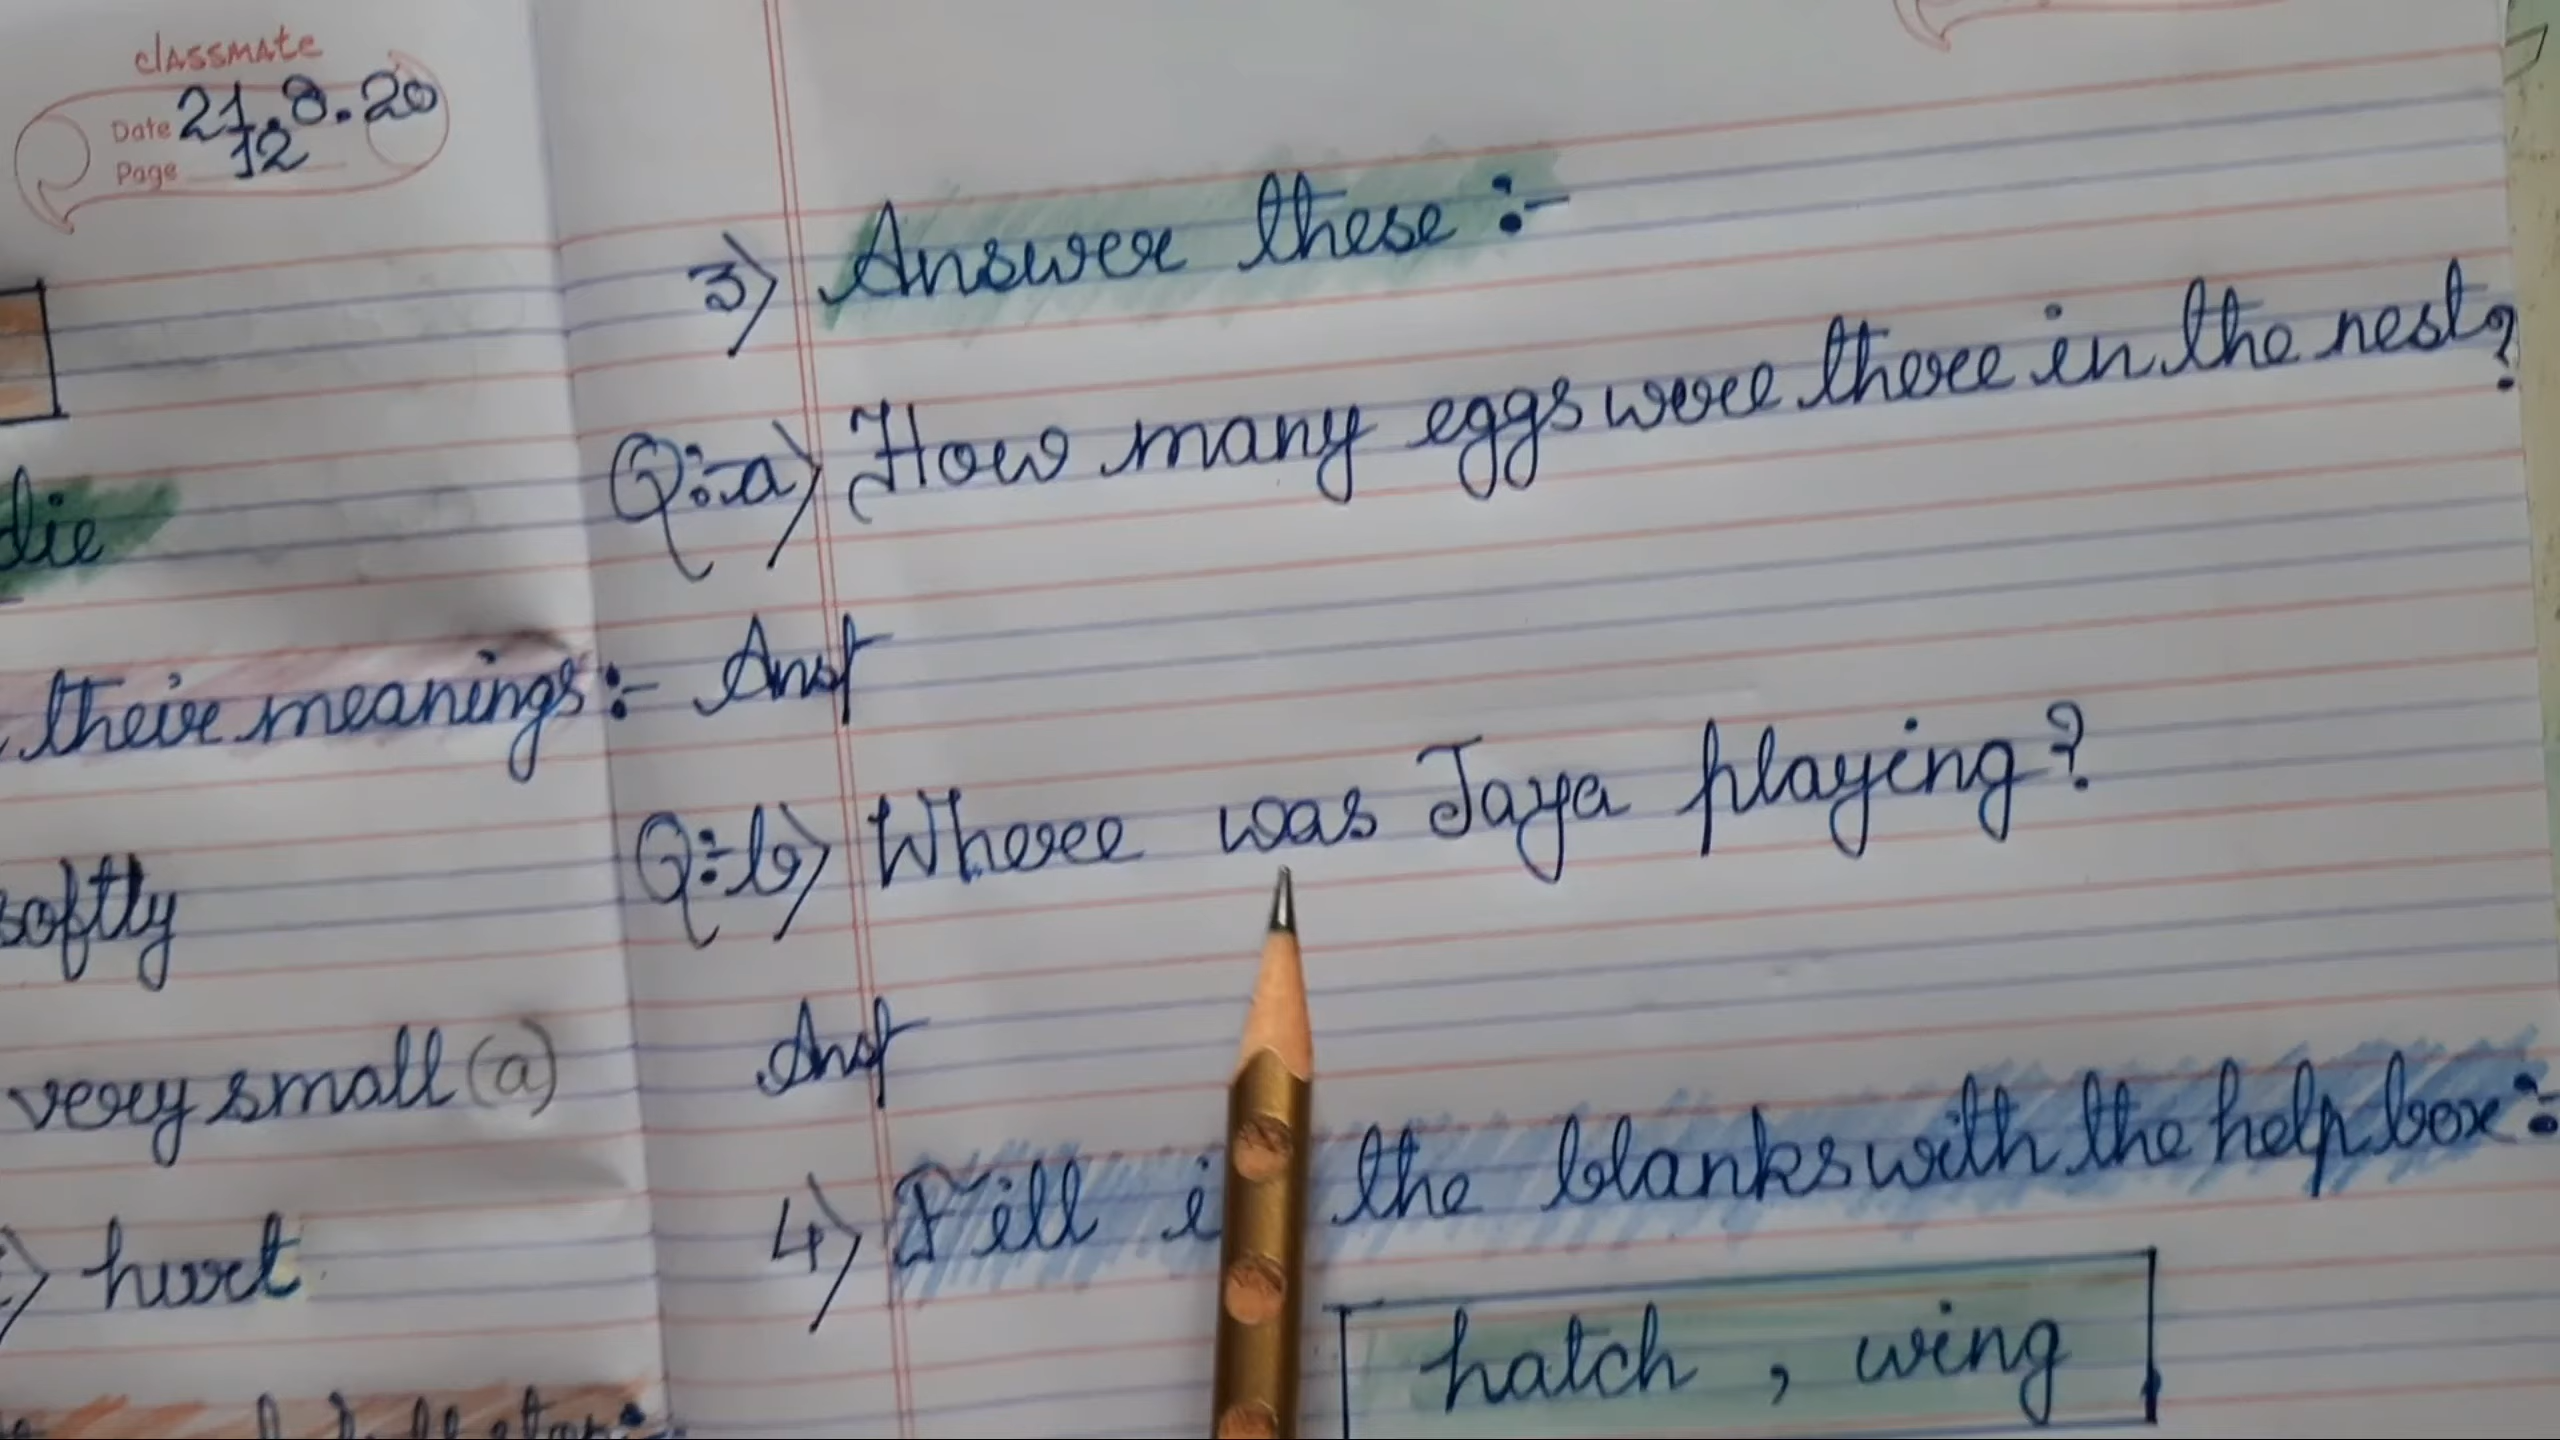 classmate
Date 21.8.20
Page 12
die
their meanings:-
softly
very small (a)
hurt
3) Answer these:-
Q:-a) How many eggs were there in the nest?
Ans
Q:-b) Where was Jaya playing?
Ans
4) Fill i the blanks with the help box:-
hatch, wing